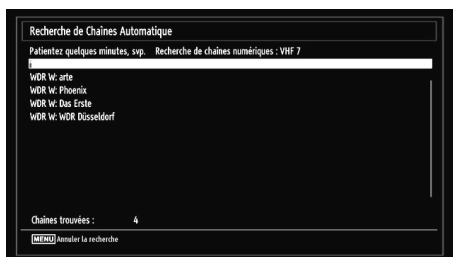 Recherche de Chaînes Automatique
Patientez quelques minutes, svp. Recherche de chaînes numériques : VHF 7
WDR W: arte
WDR W: Phoenix
WDR W: Das Erste
WDR W: WDR Düsseldorf
Chaînes trouvées : 4
MENU Annuler la recherche